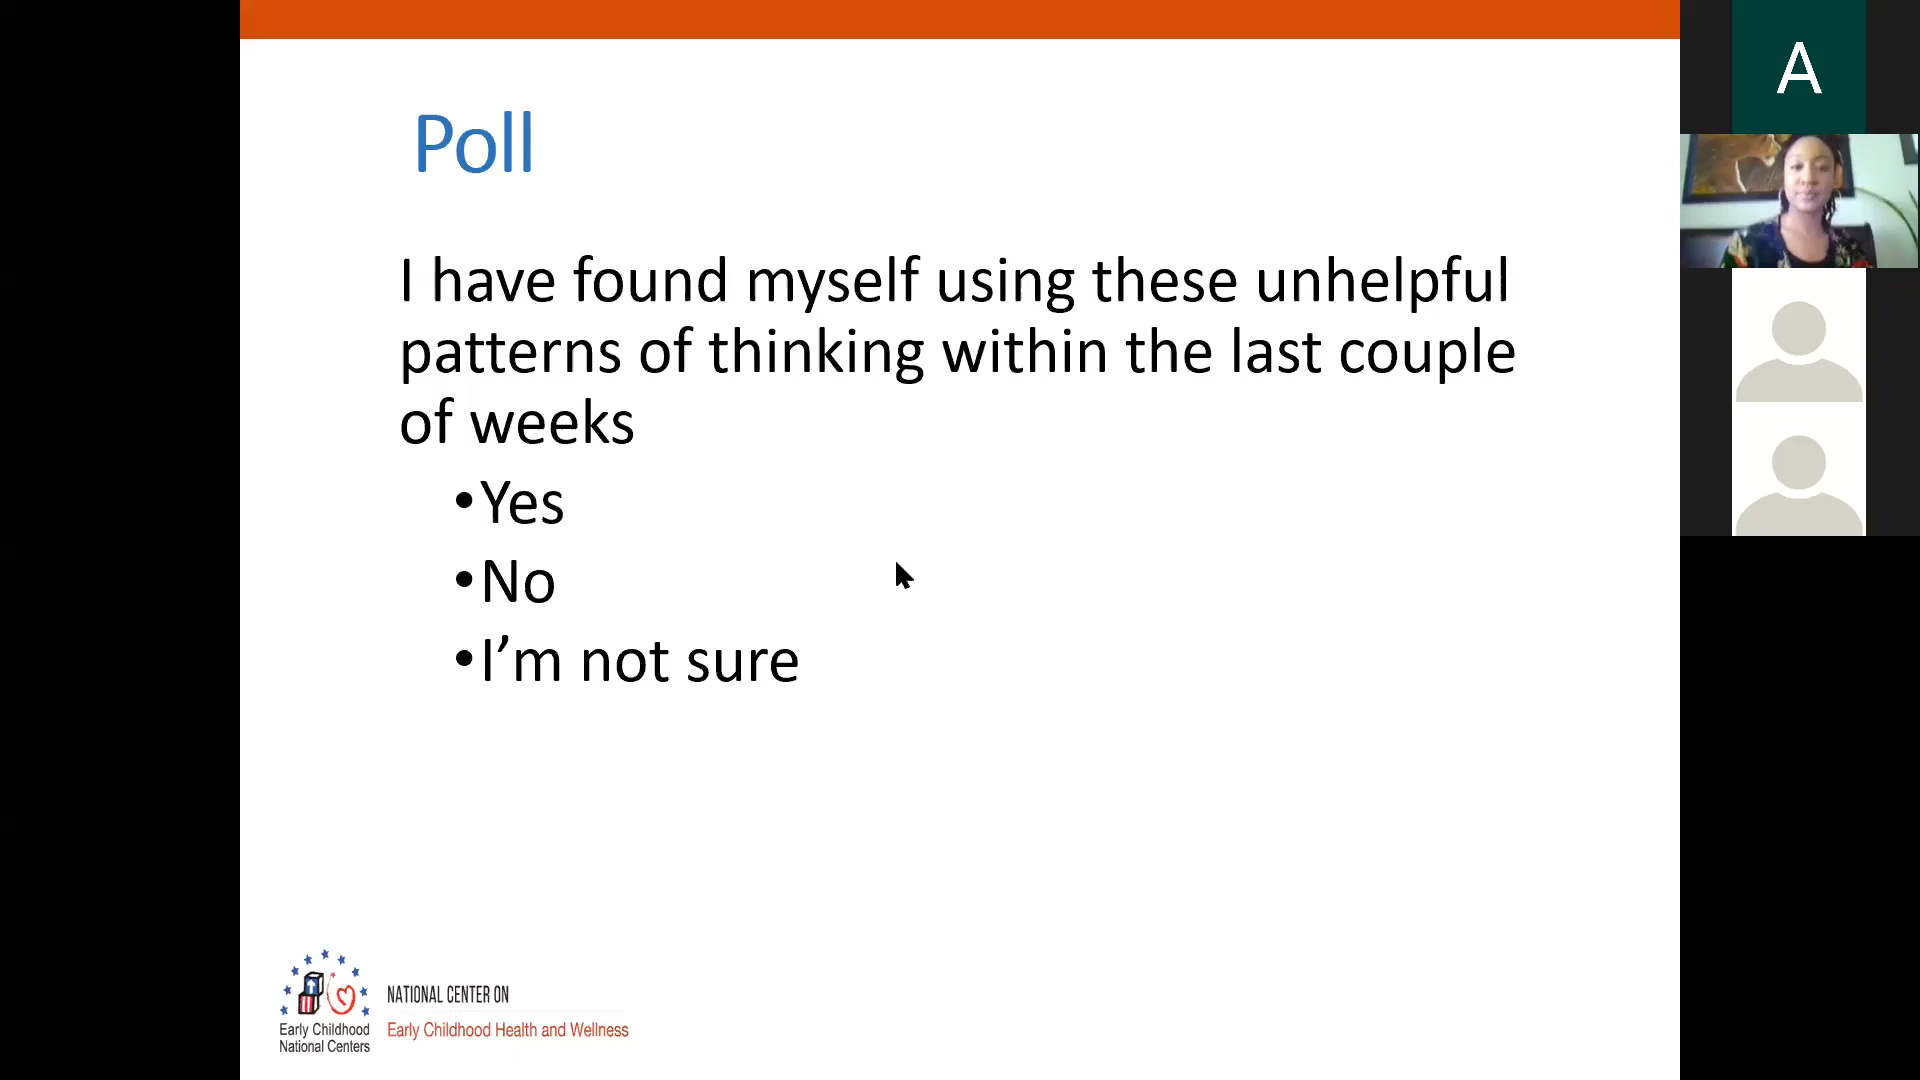 Poll
I have found myself using these unhelpful
patterns of thinking within the last couple
of weeks
•Yes
•No
•I’m not sure
NATIONAL CENTER ON
Early Childhood Health and Wellness
Early Childhood
National Centers
A